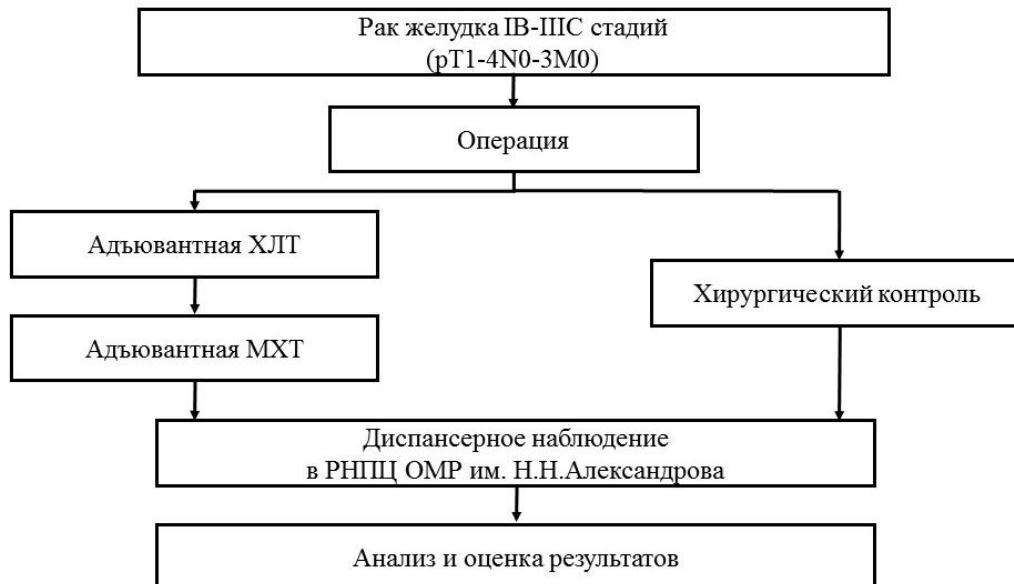 Рак желудка IB-IIIC стадий
(pT1-4N0-3M0)
Операция
Адъювантная ХЛТ
Хирургический контроль
Адъювантная МХТ
Диспансерное наблюдение
в РНПЦ ОМР им. Н.Н.Александрова
Анализ и оценка результатов